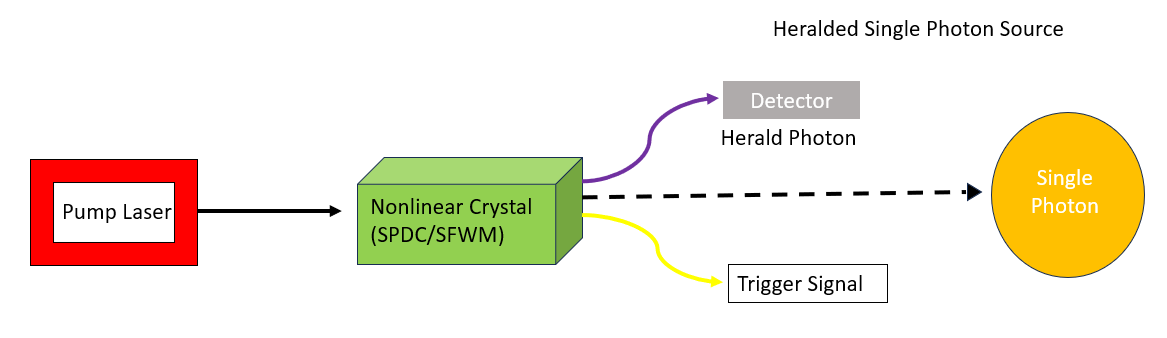 Heralded Single Photon Source
Detector
Herald Photon
Pump Laser
Nonlinear Crystal
(SPDC/SFWM)
Single
Photon
Trigger Signal